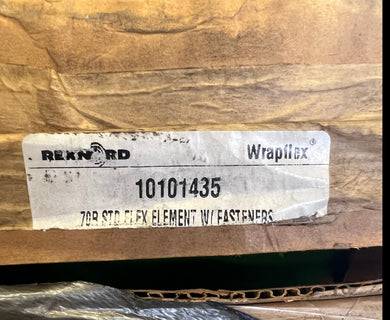 REXNORD Wrapflex®
10101435
70R STD FLEX ELEMENT W/ FASTENERS